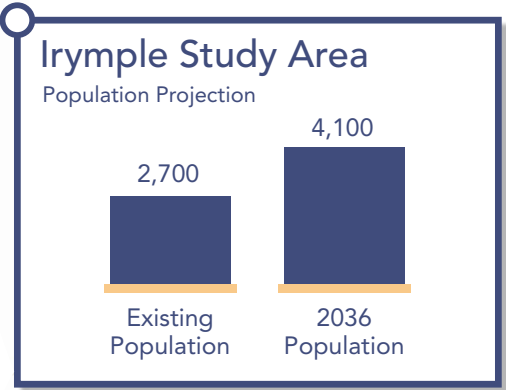 Irymple Study Area
Population Projection
2,700
4,100
Existing
Population
2036
Population